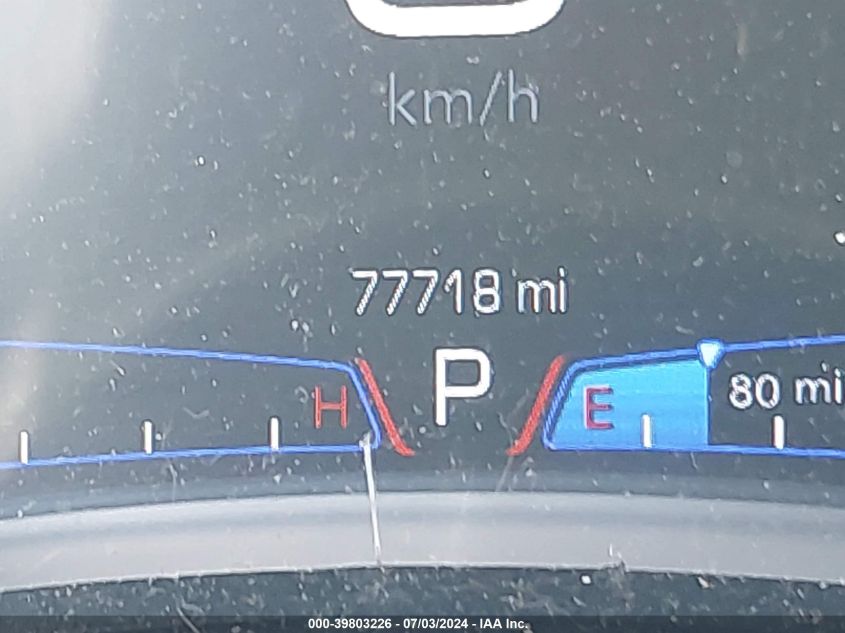 km/h
77718 mi
H P E 80 mi
000-39803226 - 07/03/2024 - IAA Inc.